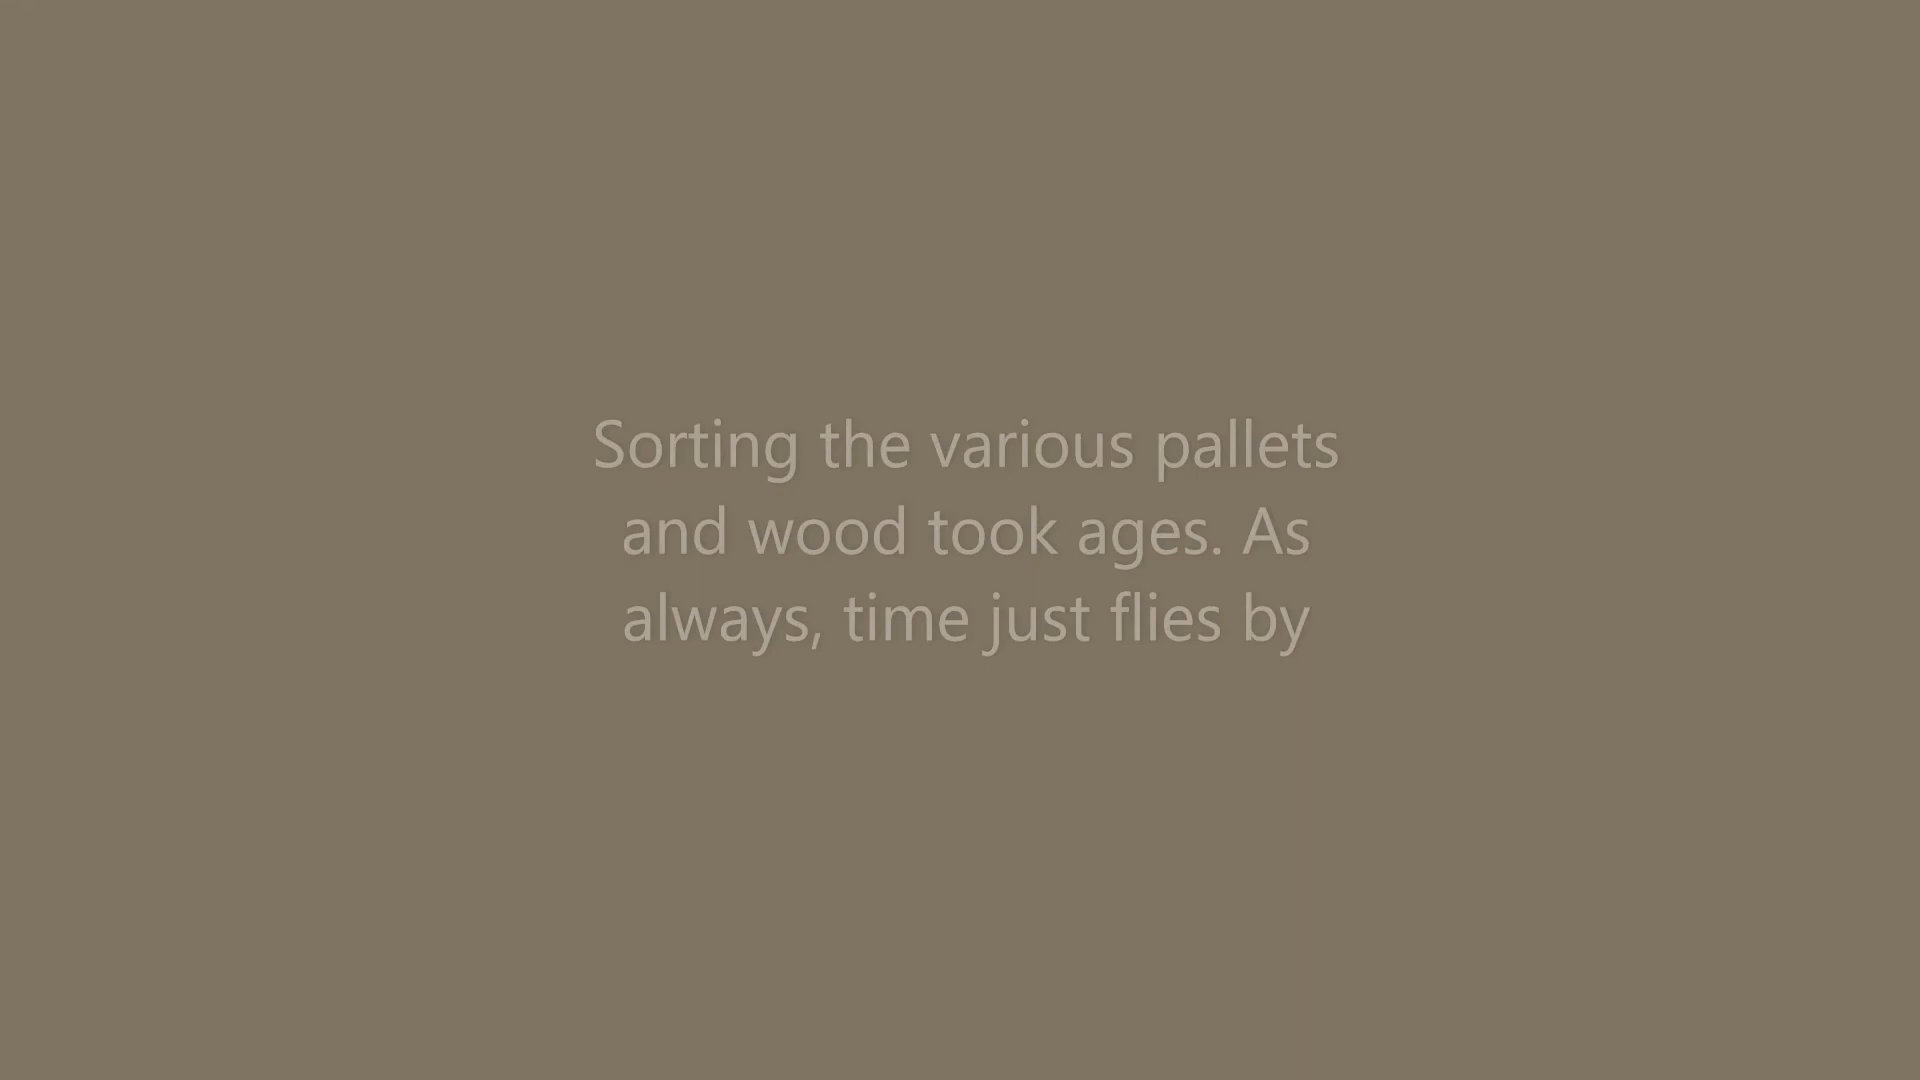 Sorting the various pallets
and wood took ages. As
always, time just flies by